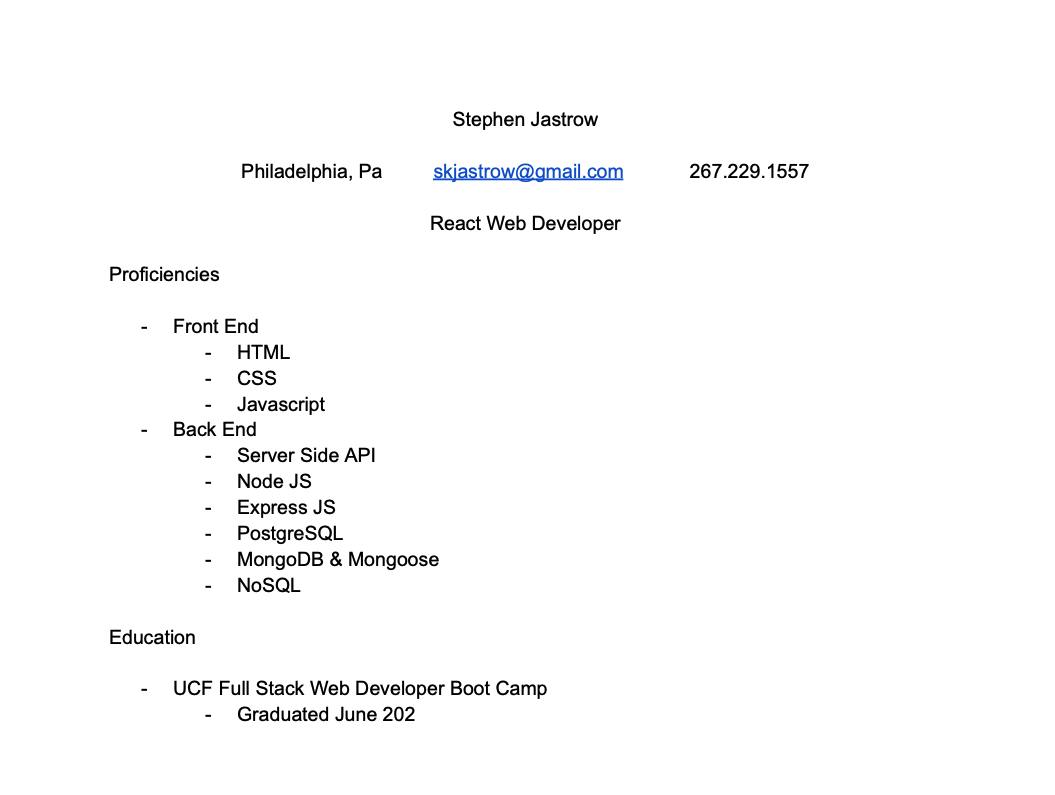 Stephen Jastrow
Philadelphia, Pa skjastrow@gmail.com 267.229.1557
React Web Developer
Proficiencies
- Front End
- HTML
- CSS
- Javascript
- Back End
- Server Side API
- Node JS
- Express JS
- PostgreSQL
- MongoDB & Mongoose
- NoSQL
Education
- UCF Full Stack Web Developer Boot Camp
- Graduated June 202